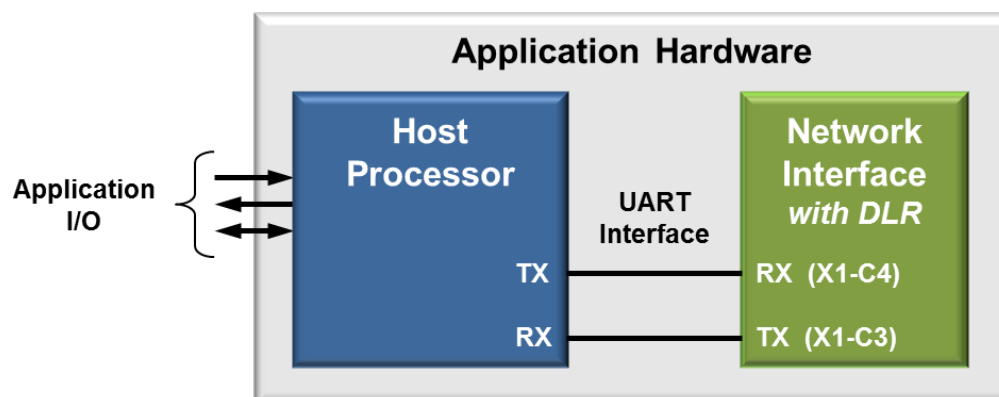 Application Hardware
Host
Processor
Network
Interface
with DLR
Application
I/O
UART
Interface
TX
RX (X1-C4)
RX
TX (X1-C3)